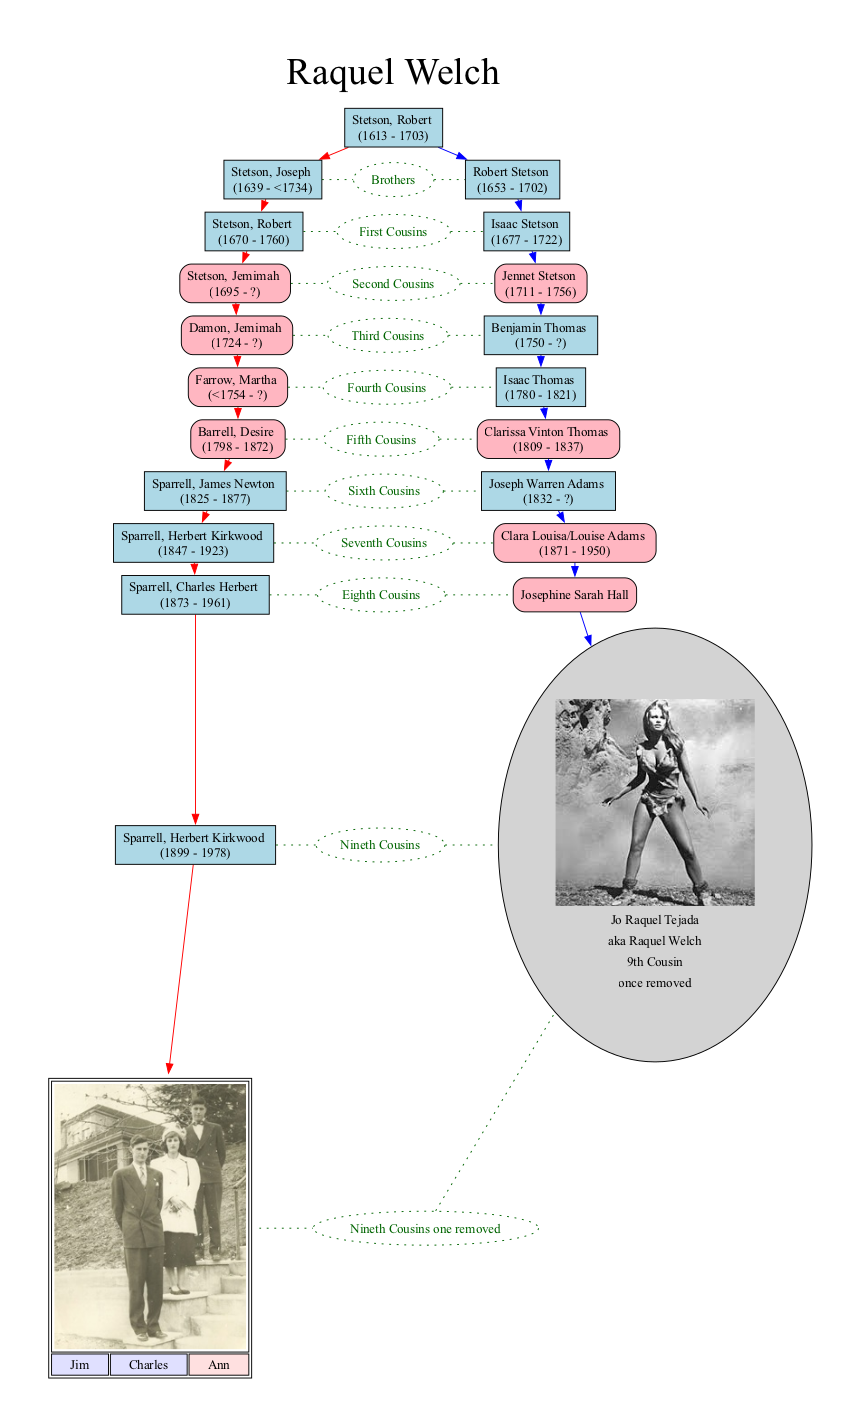 Raquel Welch
Stetson, Robert
(1613 - 1703)
Stetson, Joseph
(1639 - <1734)
Brothers
Robert Stetson
(1653 - 1702)
Stetson, Robert
(1670 - 1760)
First Cousins
Isaac Stetson
(1677 - 1722)
Stetson, Jemimah
(1695 - ?)
Second Cousins
Jennet Stetson
(1711 - 1756)
Damon, Jemimah
(1724 - ?)
Third Cousins
Benjamin Thomas
(1750 - ?)
Farrow, Martha
(<1754 - ?)
Fourth Cousins
Isaac Thomas
(1780 - 1821)
Barrell, Desire
(1798 - 1872)
Fifth Cousins
Clarissa Vinton Thomas
(1809 - 1837)
Sparrell, James Newton
(1825 - 1877)
Sixth Cousins
Joseph Warren Adams
(1832 - ?)
Sparrell, Herbert Kirkwood
(1847 - 1923)
Seventh Cousins
Clara Louisa/Louise Adams
(1871 - 1950)
Sparrell, Charles Herbert
(1873 - 1961)
Eighth Cousins
Josephine Sarah Hall
Sparrell, Herbert Kirkwood
(1899 - 1978)
Nineth Cousins
Jo Raquel Tejada
aka Raquel Welch
9th Cousin
once removed
Nineth Cousins one removed
Jim
Charles
Ann